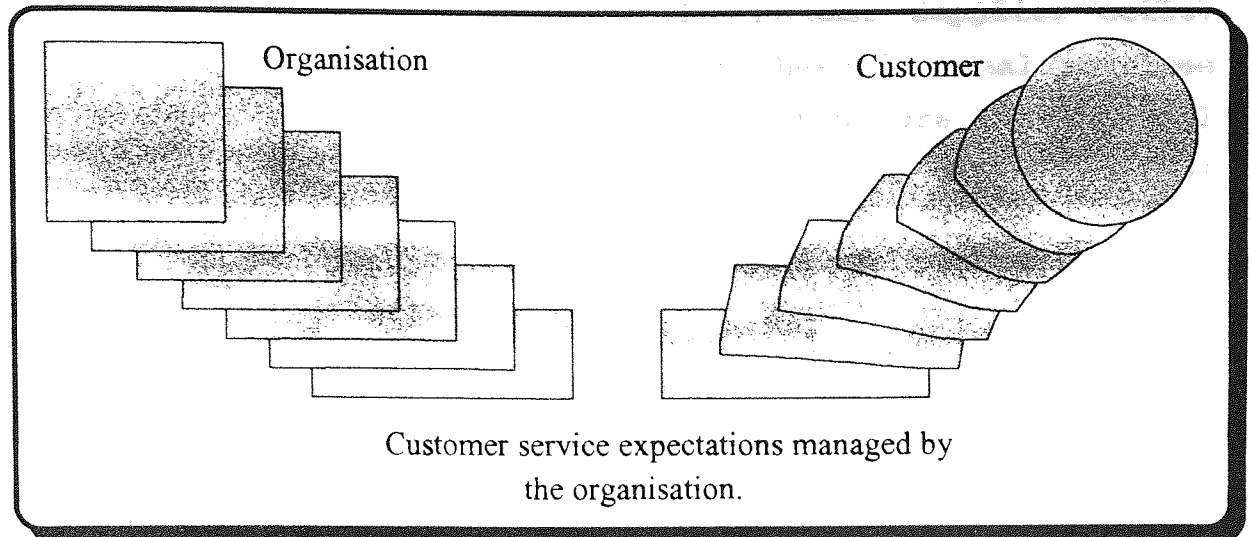 Organisation
Customer
Customer service expectations managed by
the organisation.